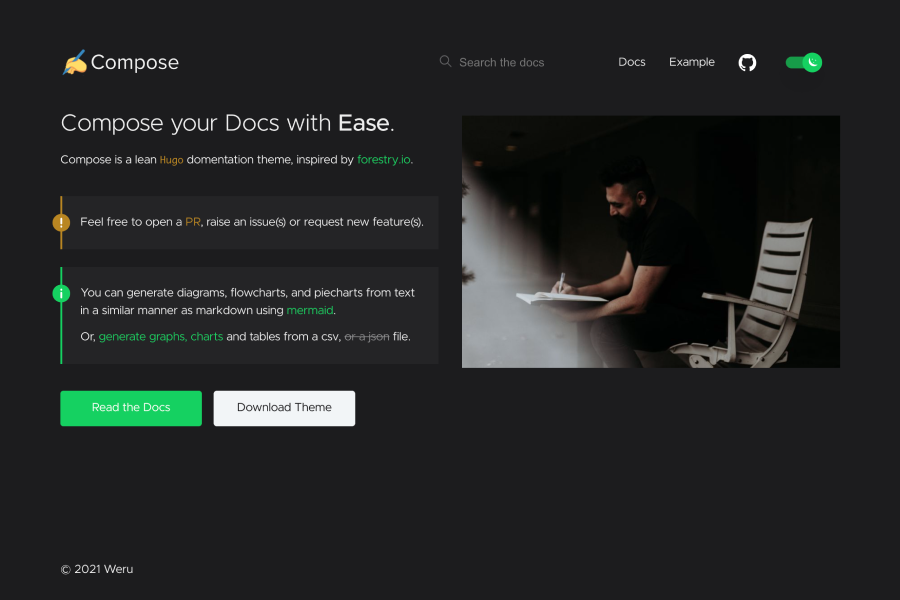 Compose
Search the docs
Docs
Example
Compose your Docs with Ease.
Compose is a lean Hugo domentation theme, inspired by forestry.io.
Feel free to open a PR, raise an issue(s) or request new feature(s).
You can generate diagrams, flowcharts, and piecharts from text
in a similar manner as markdown using mermaid.
Or, generate graphs, charts and tables from a csv, or a json file.
Read the Docs
Download Theme
© 2021 Weru